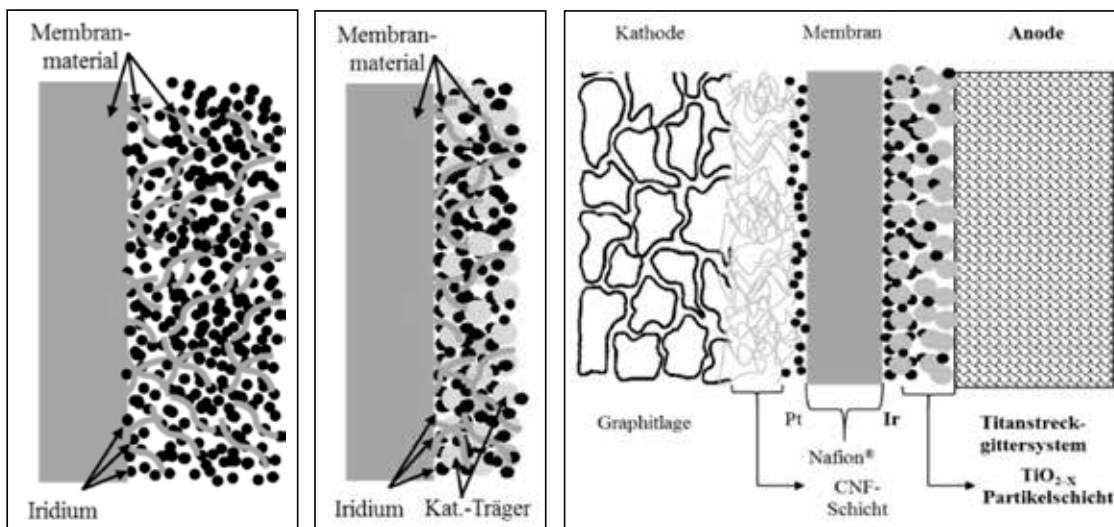 Membran-
material
Iridium
Membran-
material
Iridium Kat.-Träger
Kathode Membran Anode
Graphitlage Pt Ir Titanstreck-
gittersystem
Nafion®
CNF-
Schicht
TiO2-X
Partikelschicht